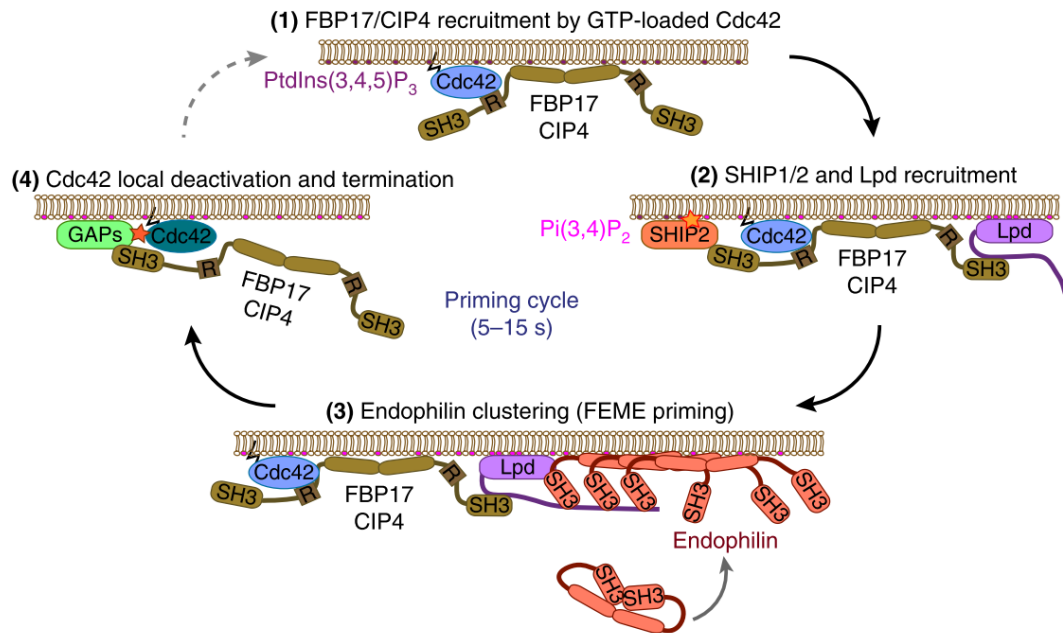 (1) FBP17/CIP4 recruitment by GTP-loaded Cdc42
PtdIns(3,4,5)P3
Cdc42
R
R
SH3
SH3
FBP17
CIP4
(2) SHIP1/2 and Lpd recruitment
Pi(3,4)P2
SHIP2
Cdc42
Lpd
SH3
R
R
SH3
FBP17
CIP4
(3) Endophilin clustering (FEME priming)
Cdc42
Lpd
SH3
R
R
SH3
FBP17
CIP4
SH3
SH3
SH3
SH3
SH3
SH3
Endophilin
SH3
SH3
(4) Cdc42 local deactivation and termination
GAPs
Cdc42
SH3
R
R
SH3
FBP17
CIP4
Priming cycle
(5–15 s)